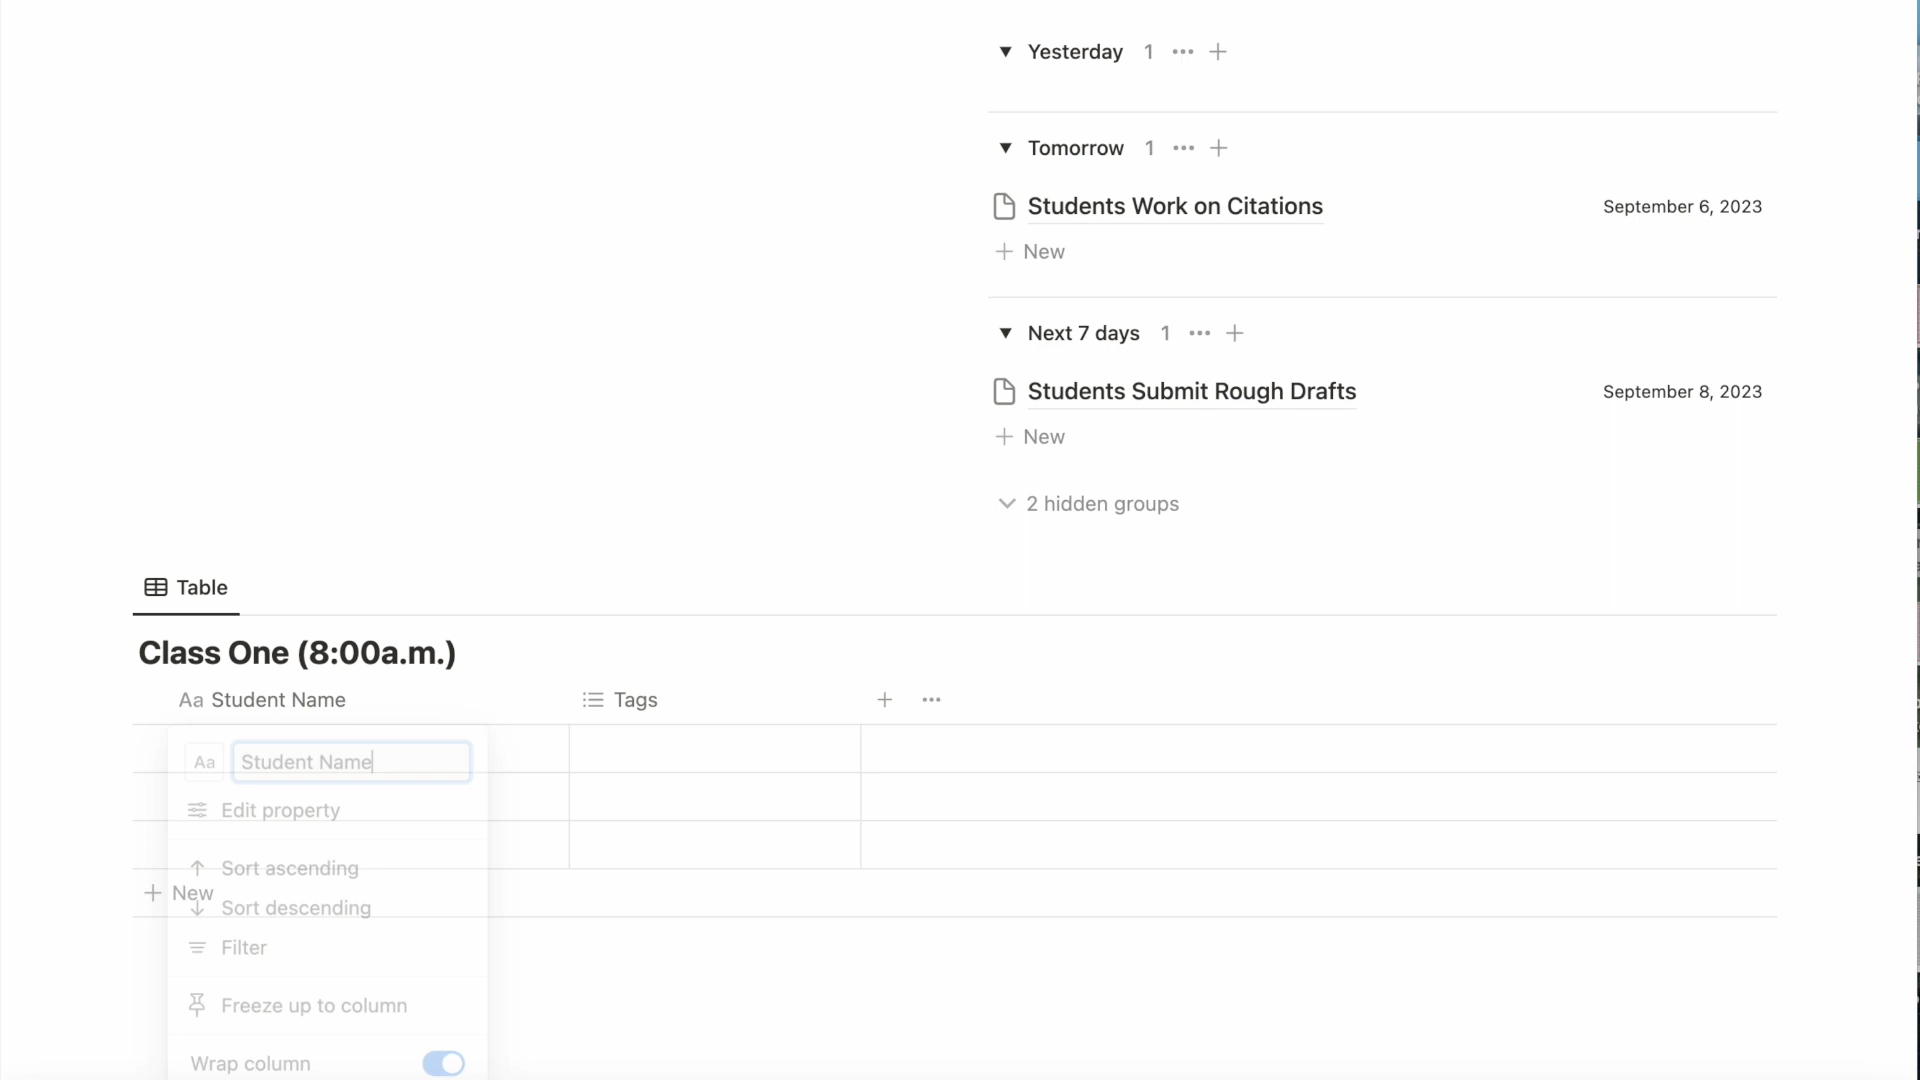 Yesterday 1
Tomorrow 1
Students Work on Citations September 6, 2023
New
Next 7 days 1
Students Submit Rough Drafts September 8, 2023
New
2 hidden groups
Table
Class One (8:00a.m.)
Aa Student Name Tags
Aa Student Name
Edit property
Sort ascending
New
Sort descending
Filter
Freeze up to column
Wrap column